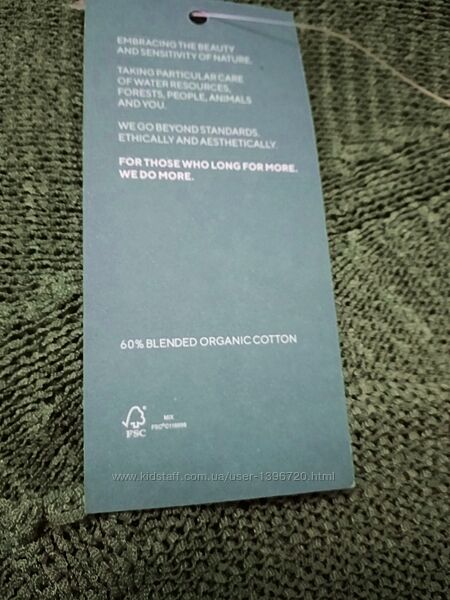 EMBRACING THE BEAUTY
AND SENSITIVITY OF NATURE.
TAKING PARTICULAR CARE
OF WATER RESOURCES,
FORESTS, PEOPLE, ANIMALS
AND YOU.
WE GO BEYOND STANDARDS.
ETHICALLY AND AESTHETICALLY.
FOR THOSE WHO LONG FOR MORE.
WE DO MORE.
60% BLENDED ORGANIC COTTON
MIX
FSC
www.kidstaff.com.ua/user-1396720.html